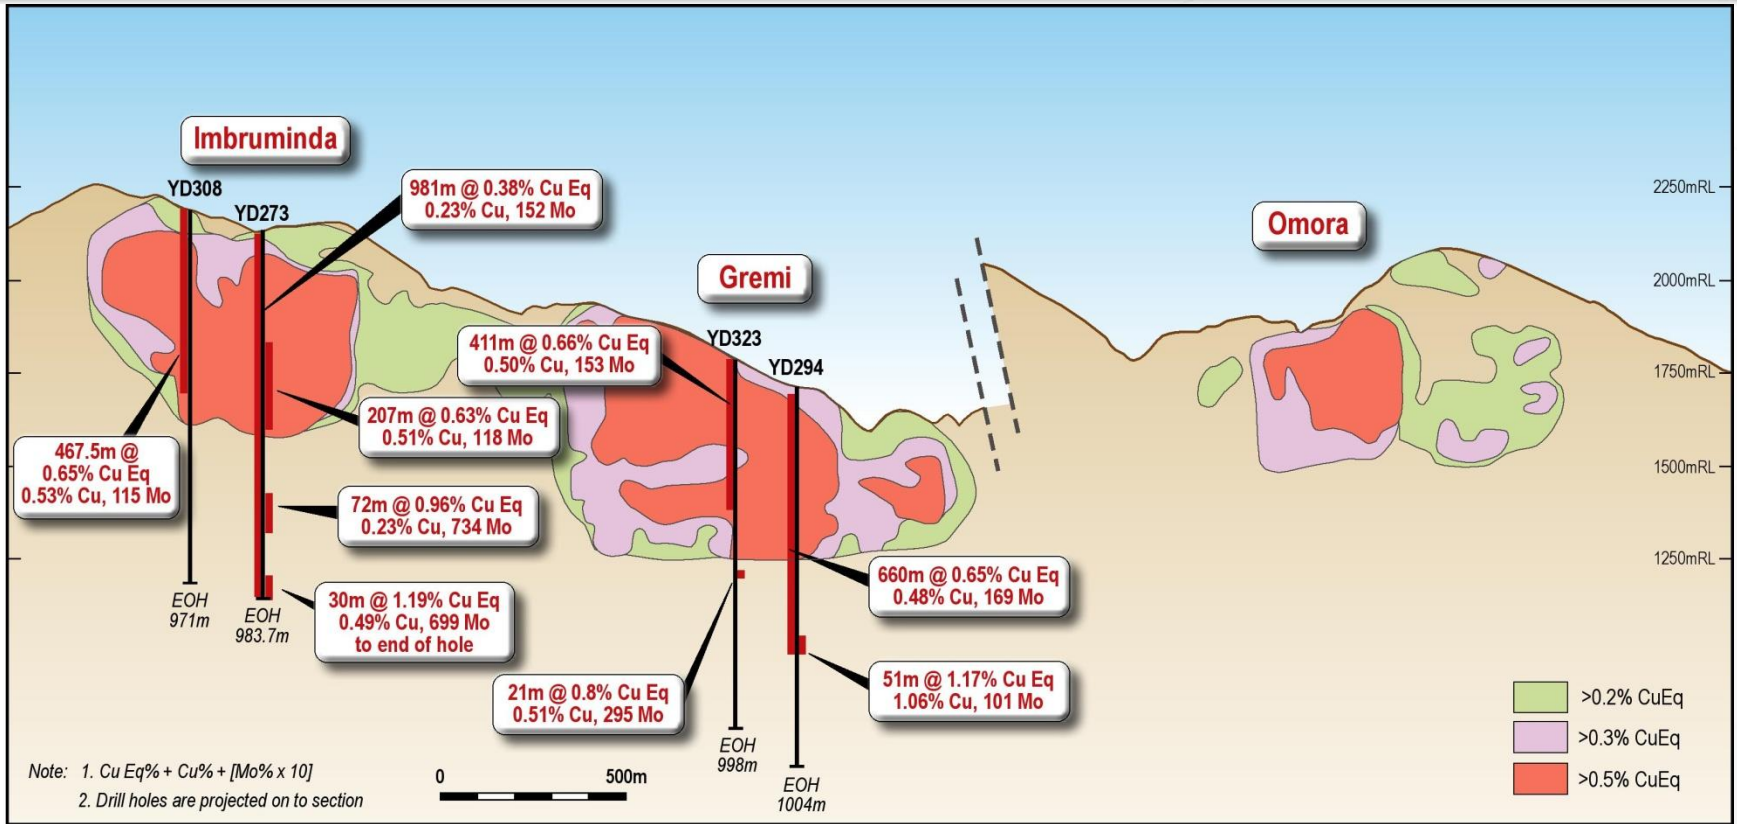 Imbruminda
YD308
YD273
981m @ 0.38% Cu Eq
0.23% Cu, 152 Mo
2250mRL
Omora
Gremi
2000mRL
411m @ 0.66% Cu Eq
0.50% Cu, 153 Mo
YD323
YD294
1750mRL
207m @ 0.63% Cu Eq
0.51% Cu, 118 Mo
467.5m @
0.65% Cu Eq
0.53% Cu, 115 Mo
1500mRL
72m @ 0.96% Cu Eq
0.23% Cu, 734 Mo
1250mRL
660m @ 0.65% Cu Eq
0.48% Cu, 169 Mo
EOH
971m
EOH
983.7m
30m @ 1.19% Cu Eq
0.49% Cu, 699 Mo
to end of hole
21m @ 0.8% Cu Eq
0.51% Cu, 295 Mo
51m @ 1.17% Cu Eq
1.06% Cu, 101 Mo
EOH
998m
EOH
1004m
>0.2% CuEq
>0.3% CuEq
>0.5% CuEq
Note: 1. Cu Eq% + Cu% + [Mo% x 10]
2. Drill holes are projected on to section
0 500m